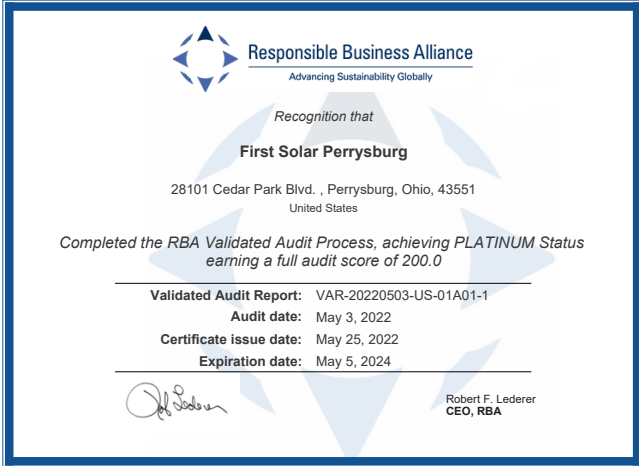 Responsible Business Alliance
Advancing Sustainability Globally
Recognition that
First Solar Perrysburg
28101 Cedar Park Blvd. , Perrysburg, Ohio, 43551
United States
Completed the RBA Validated Audit Process, achieving PLATINUM Status
earning a full audit score of 200.0
Validated Audit Report: VAR-20220503-US-01A01-1
Audit date: May 3, 2022
Certificate issue date: May 25, 2022
Expiration date: May 5, 2024
Rob Lederer
Robert F. Lederer
CEO, RBA